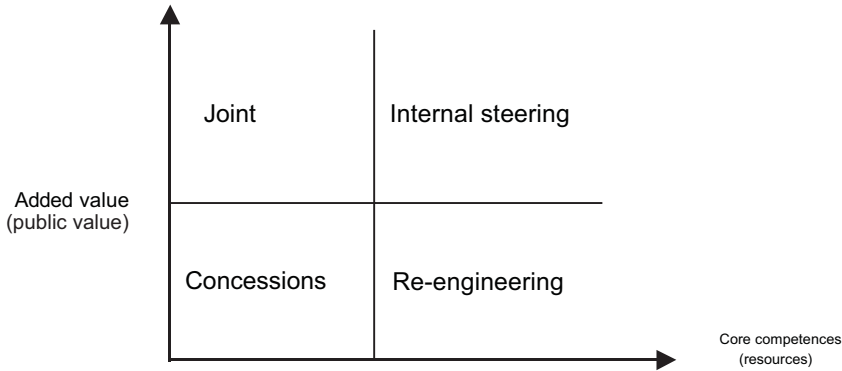 Joint
Internal steering
Added value
(public value)
Concessions
Re-engineering
Core competences
(resources)